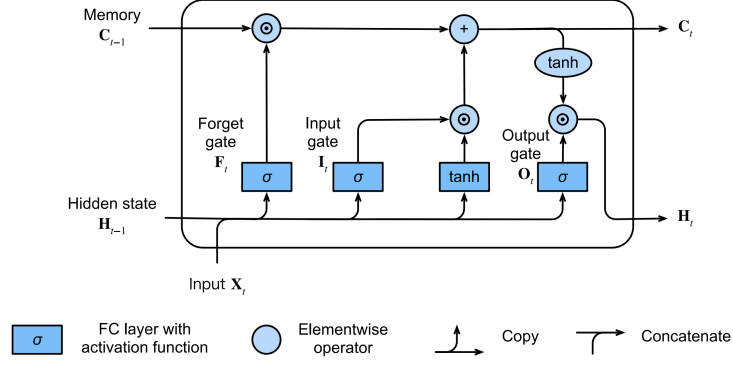 Memory
C_{t-1}
C_t
tanh
Forget
gate
F_t
Input
gate
I_t
Output
gate
O_t
σ
σ
tanh
σ
Hidden state
H_{t-1}
H_t
Input X_t
σ
FC layer with
activation function
Elementwise
operator
Copy
Concatenate